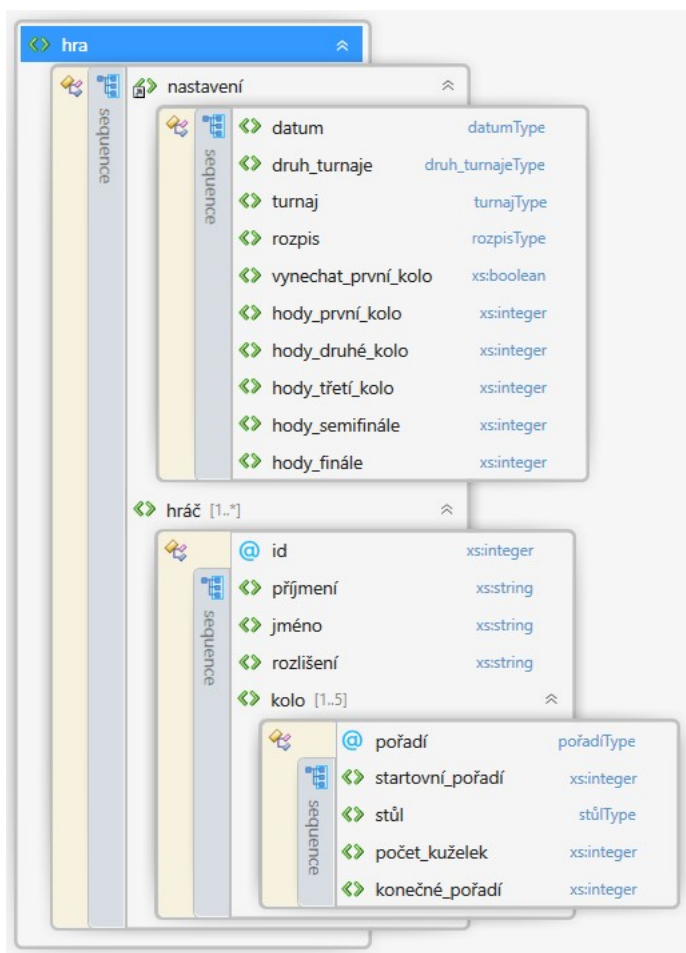 hra
sequence
nastavení
sequence
datum datumType
druh_turnaje druh_turnajeType
turnaj turnajType
rozpis rozpisType
vynechat_první_kolo xs:boolean
hody_první_kolo xs:integer
hody_druhé_kolo xs:integer
hody_třetí_kolo xs:integer
hody_semifinále xs:integer
hody_finále xs:integer
hráč [1..*]
@ id xs:integer
sequence
příjmení xs:string
jméno xs:string
rozlišení xs:string
kolo [1..5]
@ pořadí pořadíType
sequence
startovní_pořadí xs:integer
stůl stůlType
počet_kuželek xs:integer
konečné_pořadí xs:integer